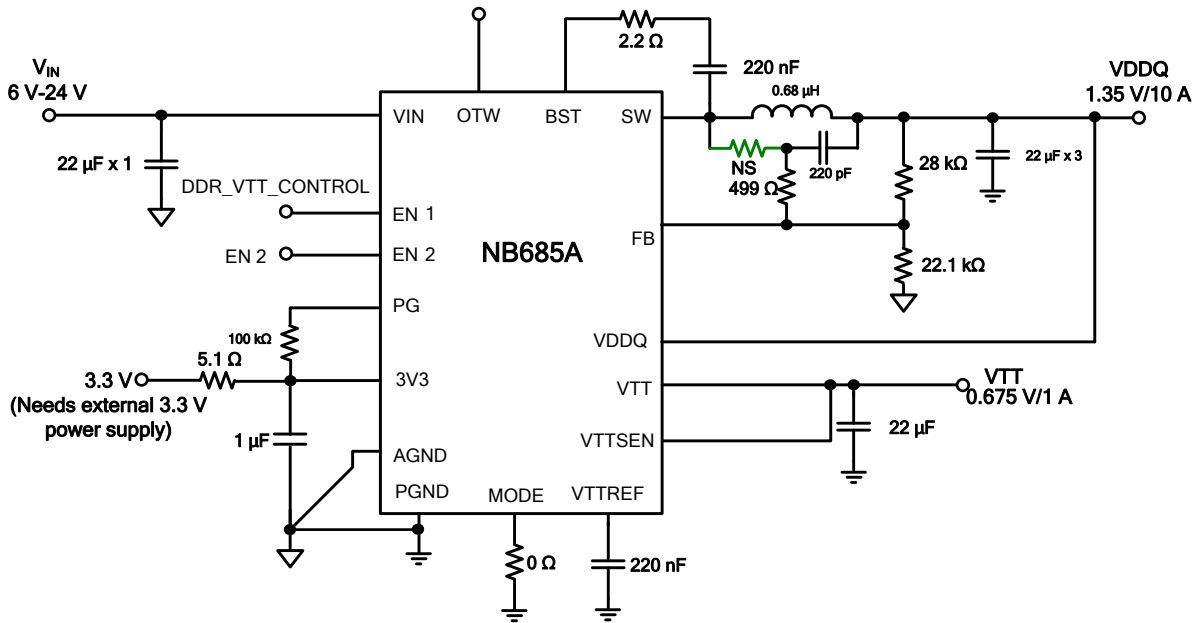 2.2 Ω
VIN
6 V-24 V
220 nF
VDDQ
1.35 V/10 A
0.68 µH
VIN
OTW
BST
SW
22 µF x 1
NS
499 Ω
220 pF
28 kΩ
22 µF x 3
DDR_VTT_CONTROL
EN 1
FB
EN 2
EN 2
NB685A
22.1 kΩ
PG
100 kΩ
VDDQ
5.1 Ω
3.3 V
3V3
VTT
VTT
0.675 V/1 A
(Needs external 3.3 V
power supply)
1 µF
22 µF
VTTSEN
AGND
PGND
MODE
VTTREF
0 Ω
220 nF